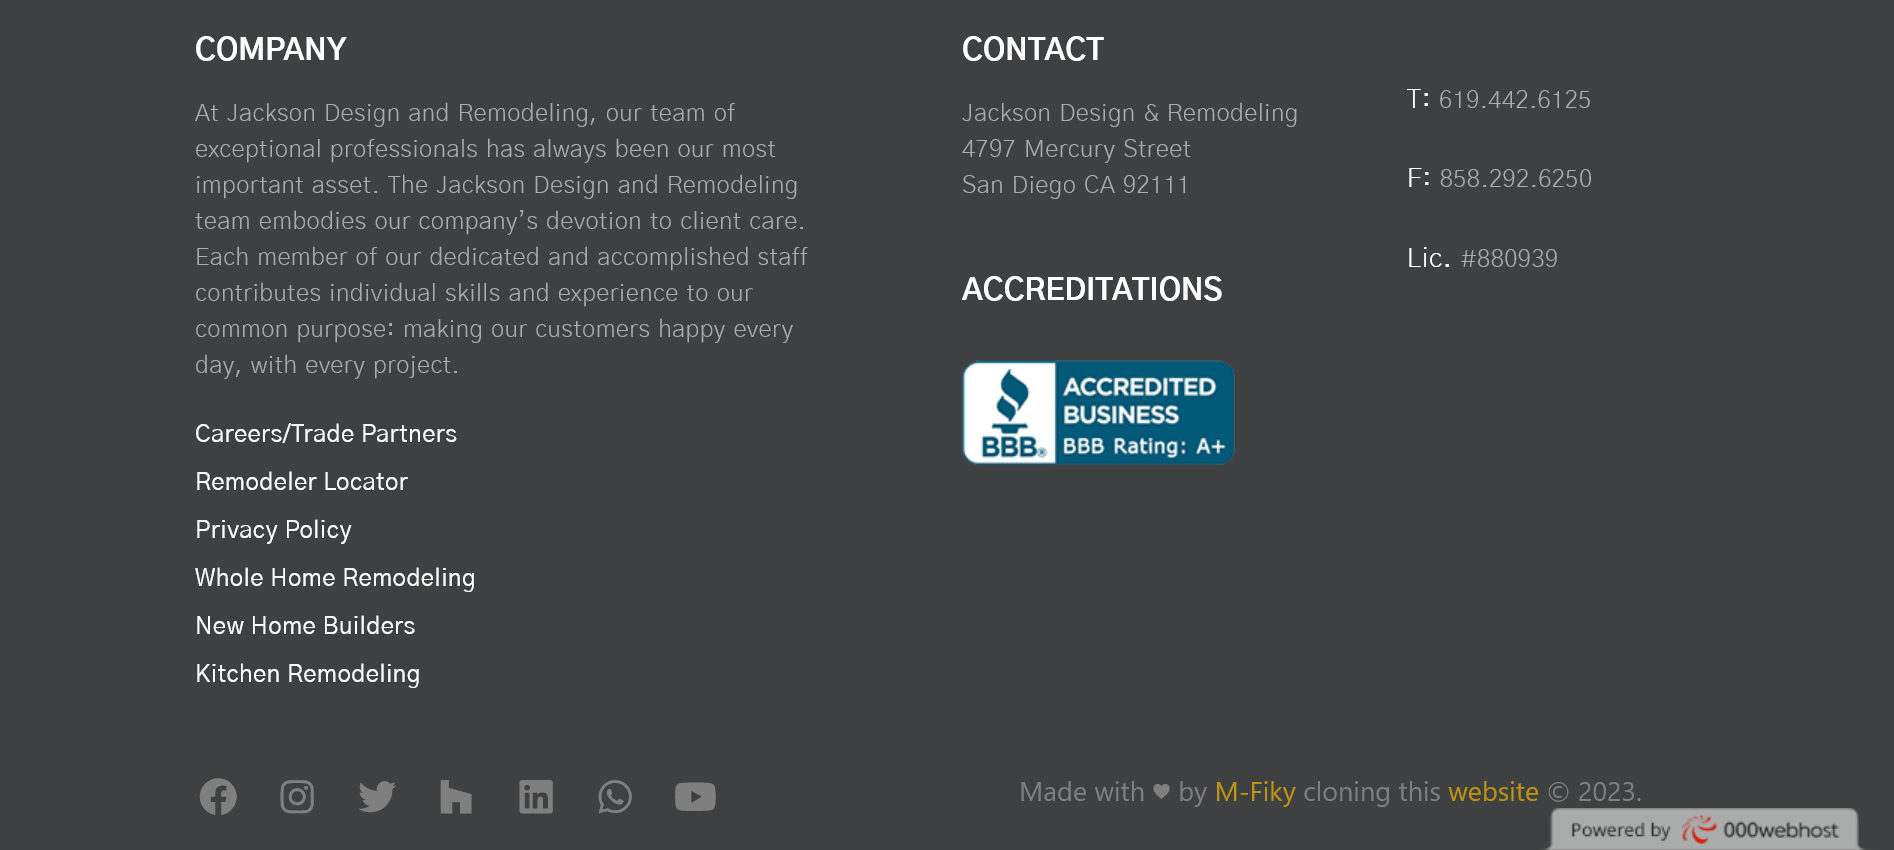 COMPANY
At Jackson Design and Remodeling, our team of
exceptional professionals has always been our most
important asset. The Jackson Design and Remodeling
team embodies our company’s devotion to client care.
Each member of our dedicated and accomplished staff
contributes individual skills and experience to our
common purpose: making our customers happy every
day, with every project.
Careers/Trade Partners
Remodeler Locator
Privacy Policy
Whole Home Remodeling
New Home Builders
Kitchen Remodeling
CONTACT
Jackson Design & Remodeling
4797 Mercury Street
San Diego CA 92111
T: 619.442.6125
F: 858.292.6250
Lic. #880939
ACCREDITATIONS
BBB®
ACCREDITED
BUSINESS
BBB Rating: A+
Made with ♥ by M-Fiky cloning this website © 2023.
Powered by 000webhost